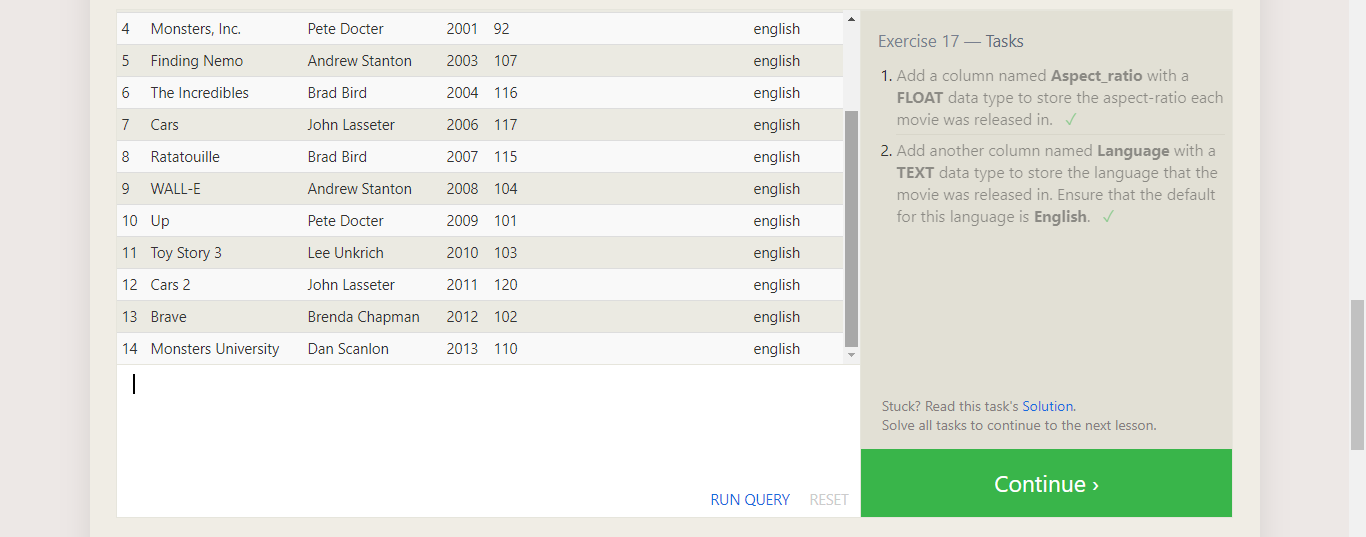 4 Monsters, Inc. Pete Docter 2001 92 english
5 Finding Nemo Andrew Stanton 2003 107 english
6 The Incredibles Brad Bird 2004 116 english
7 Cars John Lasseter 2006 117 english
8 Ratatouille Brad Bird 2007 115 english
9 WALL-E Andrew Stanton 2008 104 english
10 Up Pete Docter 2009 101 english
11 Toy Story 3 Lee Unkrich 2010 103 english
12 Cars 2 John Lasseter 2011 120 english
13 Brave Brenda Chapman 2012 102 english
14 Monsters University Dan Scanlon 2013 110 english
RUN QUERY RESET
Exercise 17 — Tasks
1. Add a column named Aspect_ratio with a
FLOAT data type to store the aspect-ratio each
movie was released in. ✓
2. Add another column named Language with a
TEXT data type to store the language that the
movie was released in. Ensure that the default
for this language is English. ✓
Stuck? Read this task's Solution.
Solve all tasks to continue to the next lesson.
Continue ›